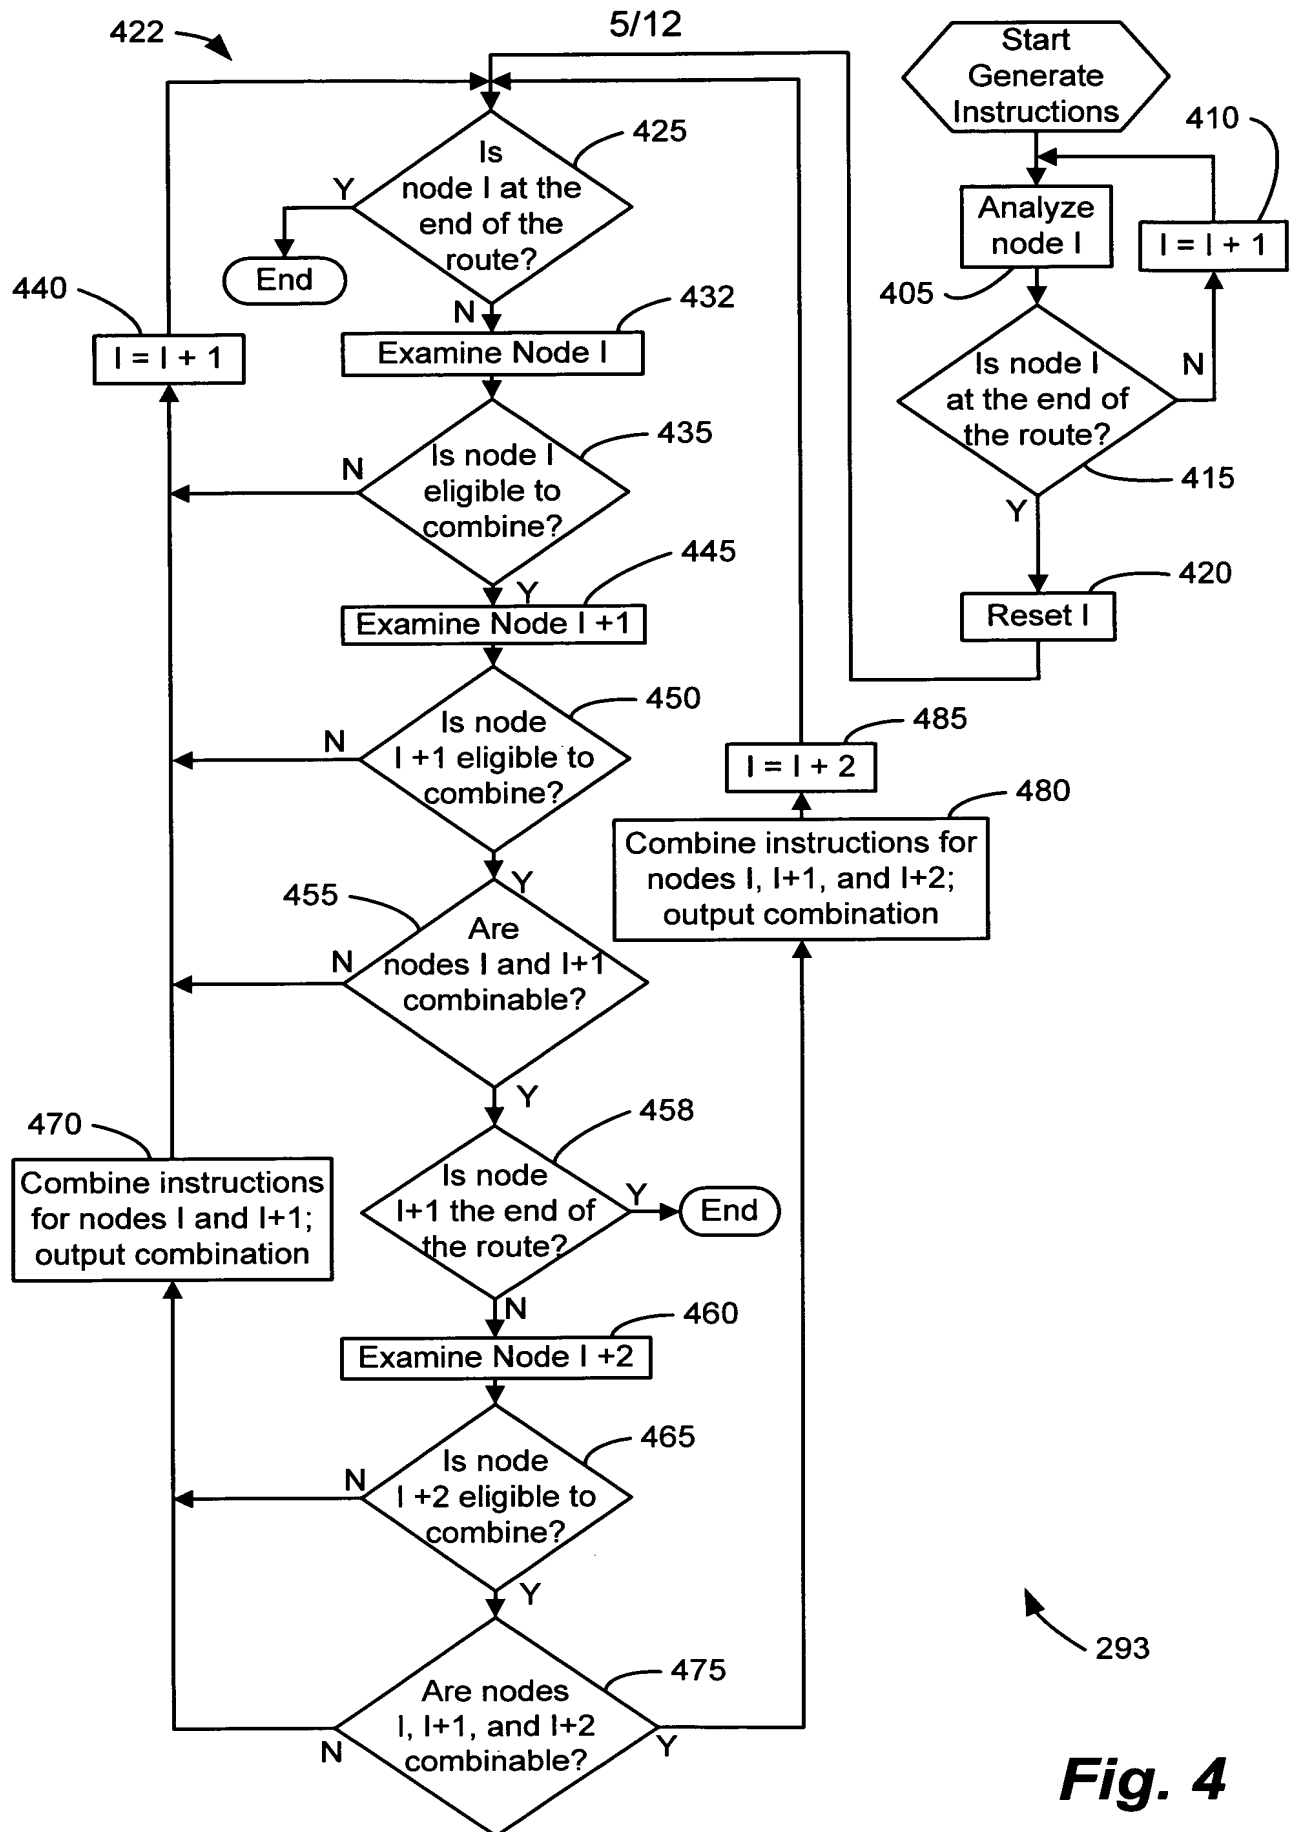 422
5/12
Start
Generate
Instructions
410
425
Is
node I at the
end of the
route?
Y
End
N
Analyze
node I
I = I + 1
405
440
432
I = I + 1
Examine Node I
Is node I
at the end of
the route?
N
415
Y
435
Is node I
eligible to
combine?
N
Y
445
Examine Node I +1
420
Reset I
450
Is node
I +1 eligible to
combine?
N
Y
485
I = I + 2
480
Combine instructions for
nodes I, I+1, and I+2;
output combination
455
Are
nodes I and I+1
combinable?
N
Y
470
Combine instructions
for nodes I and I+1;
output combination
458
Is node
I+1 the end of
the route?
Y
End
N
460
Examine Node I +2
465
Is node
I +2 eligible to
combine?
N
Y
475
Are nodes
I, I+1, and I+2
combinable?
N
Y
293
Fig. 4